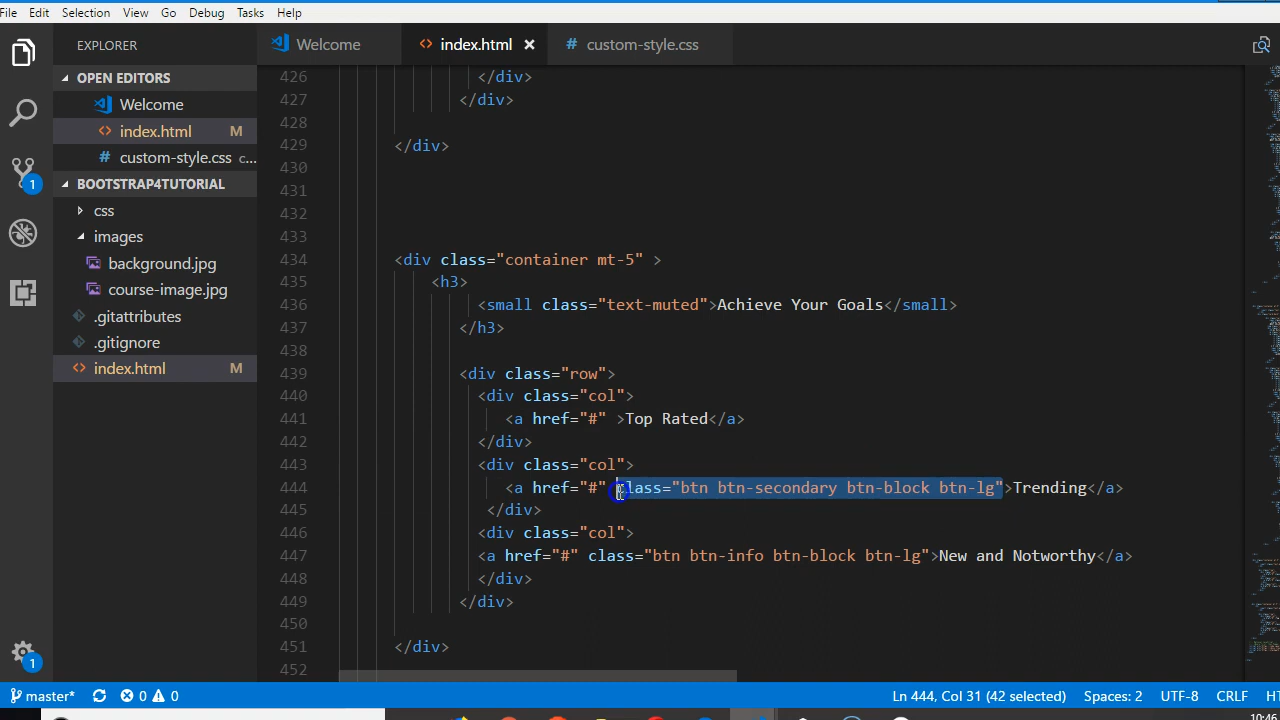 File Edit Selection View Go Debug Tasks Help
EXPLORER
Welcome
index.html
custom-style.css
OPEN EDITORS
Welcome
index.html M
custom-style.css c...
1
BOOTSTRAP4TUTORIAL
css
images
background.jpg
course-image.jpg
.gitattributes
.gitignore
index.html M
426 </div>
427 </div>
428
429 </div>
430
431
432
433
434 <div class="container mt-5" >
435 <h3>
436 <small class="text-muted">Achieve Your Goals</small>
437 </h3>
438
439 <div class="row">
440 <div class="col">
441 <a href="#" >Top Rated</a>
442 </div>
443 <div class="col">
444 <a href="#" class="btn btn-secondary btn-block btn-lg">Trending</a>
445 </div>
446 <div class="col">
447 <a href="#" class="btn btn-info btn-block btn-lg">New and Notworthy</a>
448 </div>
449 </div>
450
451 </div>
452
1
master* 0 0 Ln 444, Col 31 (42 selected) Spaces: 2 UTF-8 CRLF HT
10:46